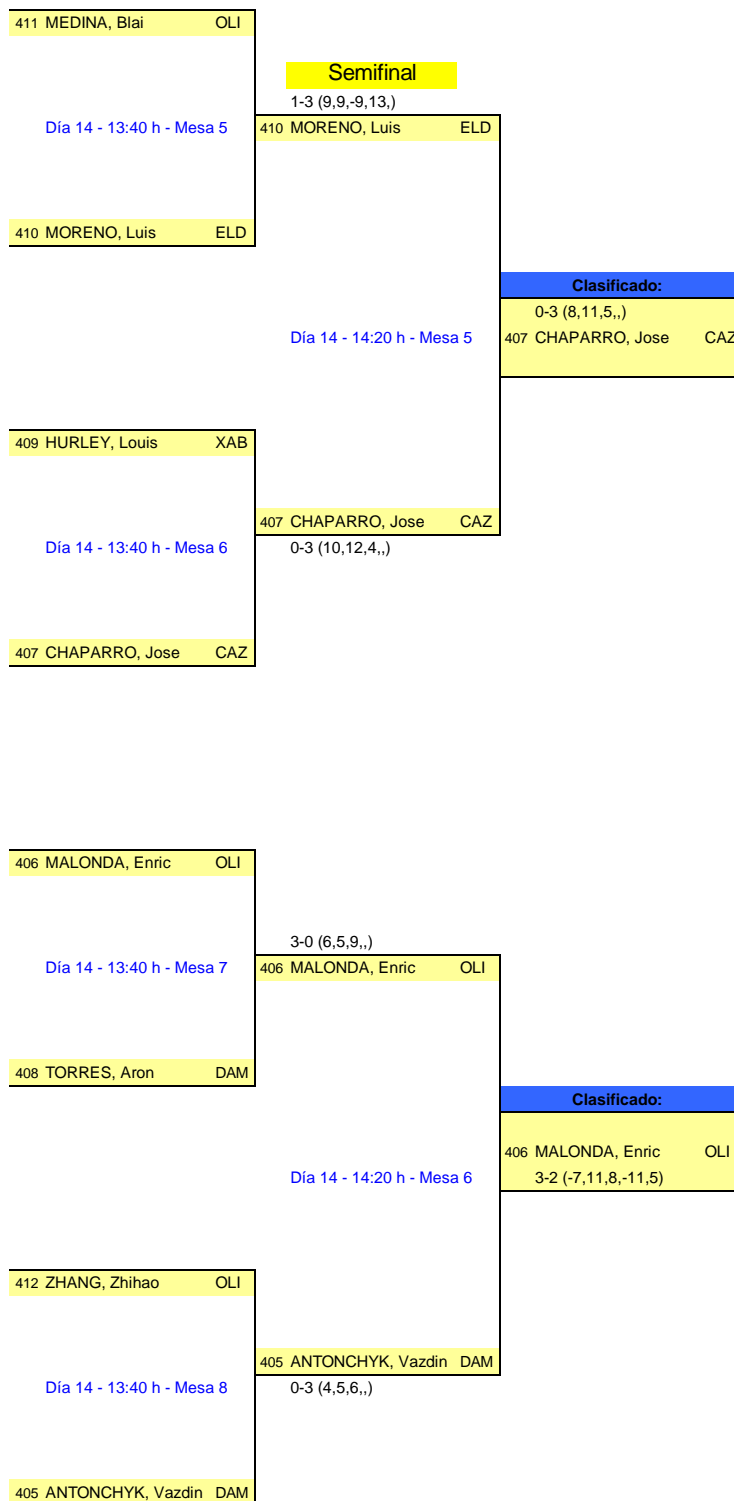 411 MEDINA, Blai OLI
Semifinal
1-3 (9,9,-9,13,)
Día 14 - 13:40 h - Mesa 5
410 MORENO, Luis ELD
410 MORENO, Luis ELD
Clasificado:
0-3 (8,11,5,,)
Día 14 - 14:20 h - Mesa 5
407 CHAPARRO, Jose CAZ
409 HURLEY, Louis XAB
407 CHAPARRO, Jose CAZ
Día 14 - 13:40 h - Mesa 6
0-3 (10,12,4,,)
407 CHAPARRO, Jose CAZ
406 MALONDA, Enric OLI
3-0 (6,5,9,,)
Día 14 - 13:40 h - Mesa 7
406 MALONDA, Enric OLI
408 TORRES, Aron DAM
Clasificado:
406 MALONDA, Enric OLI
Día 14 - 14:20 h - Mesa 6
3-2 (-7,11,8,-11,5)
412 ZHANG, Zhihao OLI
405 ANTONCHYK, Vazdin DAM
Día 14 - 13:40 h - Mesa 8
0-3 (4,5,6,,)
405 ANTONCHYK, Vazdin DAM